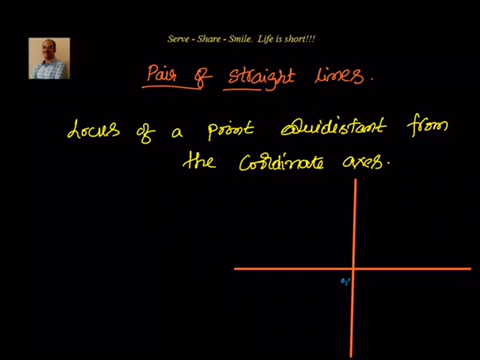 Serve - Share - Smile. Life is short!!!
Pair of straight lines.
Locus of a point equidistant from
the coordinate axes.